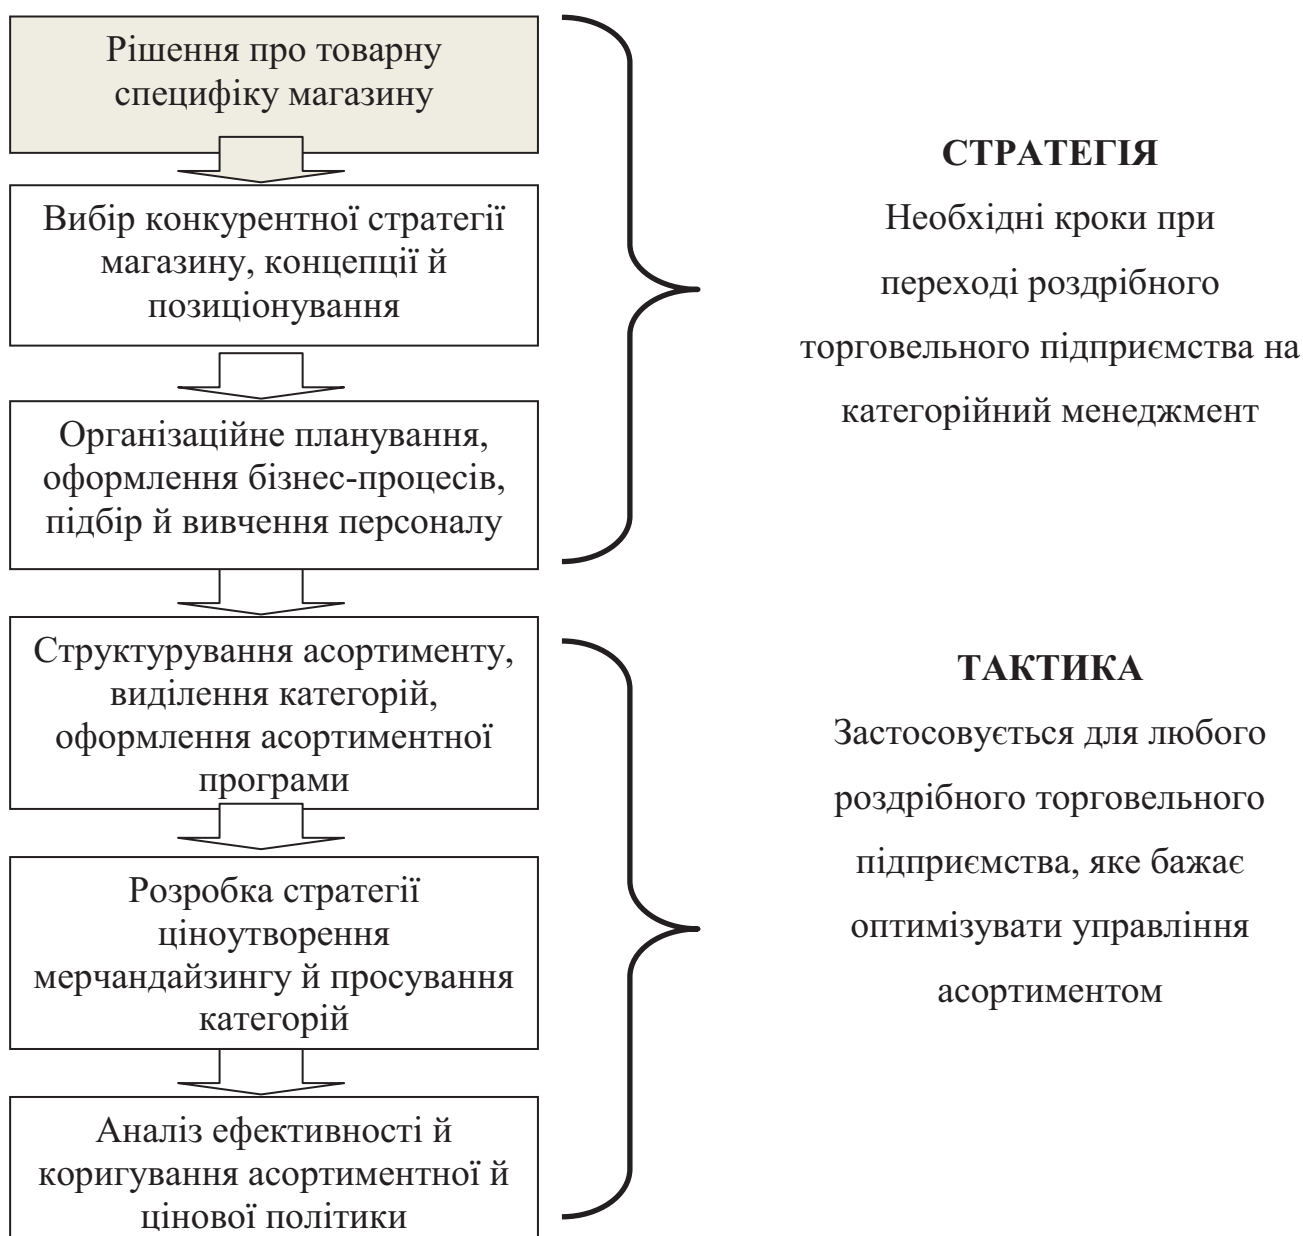 Рішення про товарну
специфіку магазину
Вибір конкурентної стратегії
магазину, концепції й
позиціонування
Організаційне планування,
оформлення бізнес-процесів,
підбір й вивчення персоналу
СТРАТЕГІЯ
Необхідні кроки при
переході роздрібного
торговельного підприємства на
категорійний менеджмент
Структурування асортименту,
виділення категорій,
оформлення асортиментної
програми
Розробка стратегії
ціноутворення
мерчандайзингу й просування
категорій
Аналіз ефективності й
коригування асортиментної й
цінової політики
ТАКТИКА
Застосовується для любого
роздрібного торговельного
підприємства, яке бажає
оптимізувати управління
асортиментом